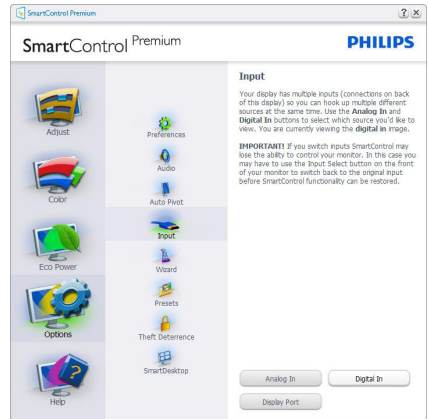 SmartControl Premium
? ×
SmartControl Premium
PHILIPS
Adjust
Color
Eco Power
Options
Help
Preferences
Audio
Auto Pivot
Input
Wizard
Presets
Theft Deterrence
SmartDesktop
Input
Your display has multiple inputs (connections on back
of this display) so you can hook up multiple different
sources at the same time. Use the Analog In and
Digital In buttons to select which source you'd like to
view. You are currently viewing the digital in image.
IMPORTANT! If you switch inputs SmartControl may
lose the ability to control your monitor. In this case you
may have to use the Input Select button on the front
of your monitor to switch back to the original input
before SmartControl functionality can be restored.
Analog In
Digital In
Display Port